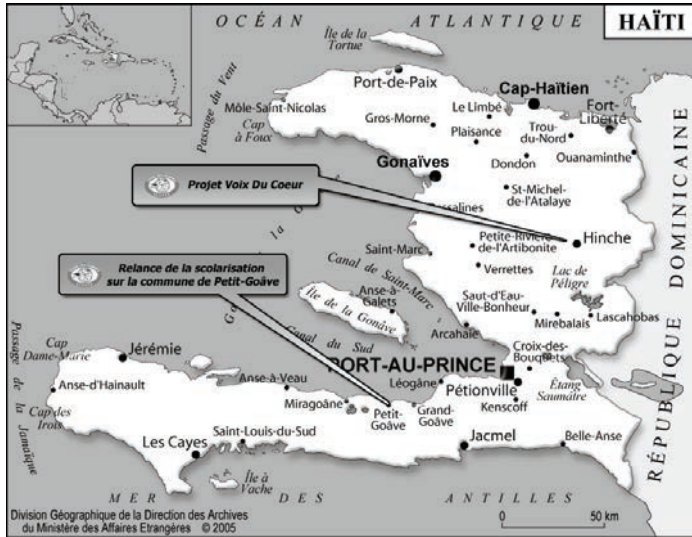 OCÉAN ATLANTIQUE
HAÏTI
Île de la
Tortue
Port-de-Paix
Passage du Vent
Môle-Saint-Nicolas
Cap
à Foux
Gros-Morne
Le Limbé
Cap-Haïtien
Fort-
Liberté
Plaisance
Trou-
du-Nord
Ouanaminthe
Dondon
Gonaïves
Projet Voix Du Coeur
St-Michel-
de-l'Atalaye
Hinche
Petite-Rivière-
de-l'Artibonite
Saint-Marc
Verrettes
Relance de la scolarisation
sur la commune de Petit-Goâve
Canal de Saint-Marc
Lac de
Péligre
Anse-à-
Galets
Île de la Gonâve
Saut-d'Eau-
Ville-Bonheur
Mirebalais
Lascahobas
Arcahaie
Canal du Sud
Croix-des-
Bouquets
RÉPUBLIQUE DOMINICAINE
Passage de la Jamaïque
Cap
Dame-Marie
Jérémie
PORT-AU-PRINCE
Anse-d'Hainault
Anse-à-Veau
Léogâne
Pétionville
Étang
Saumâtre
Miragoâne
Petit-
Goâve
Grand-
Goâve
Kenscoff
Cap des
Irois
Les Cayes
Saint-Louis-du-Sud
Jacmel
Belle-Anse
Île à
Vache
MER DES ANTILLES
Division Géographique de la Direction des Archives
du Ministère des Affaires Etrangères © 2005
0 50 km